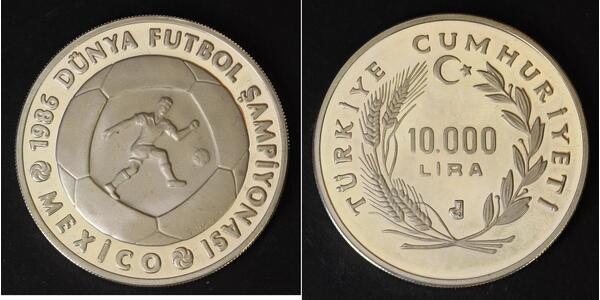 1986 DÜNYA FUTBOL ŞAMPİYONASI
MEXİCO
TÜRKİYE CUMHURİYETİ
10.000
LİRA